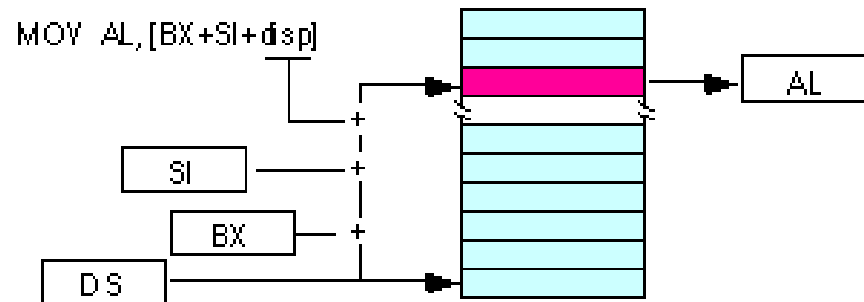 MOV AL, [BX+SI+disp]
AL
+
SI
+
BX
+
DS